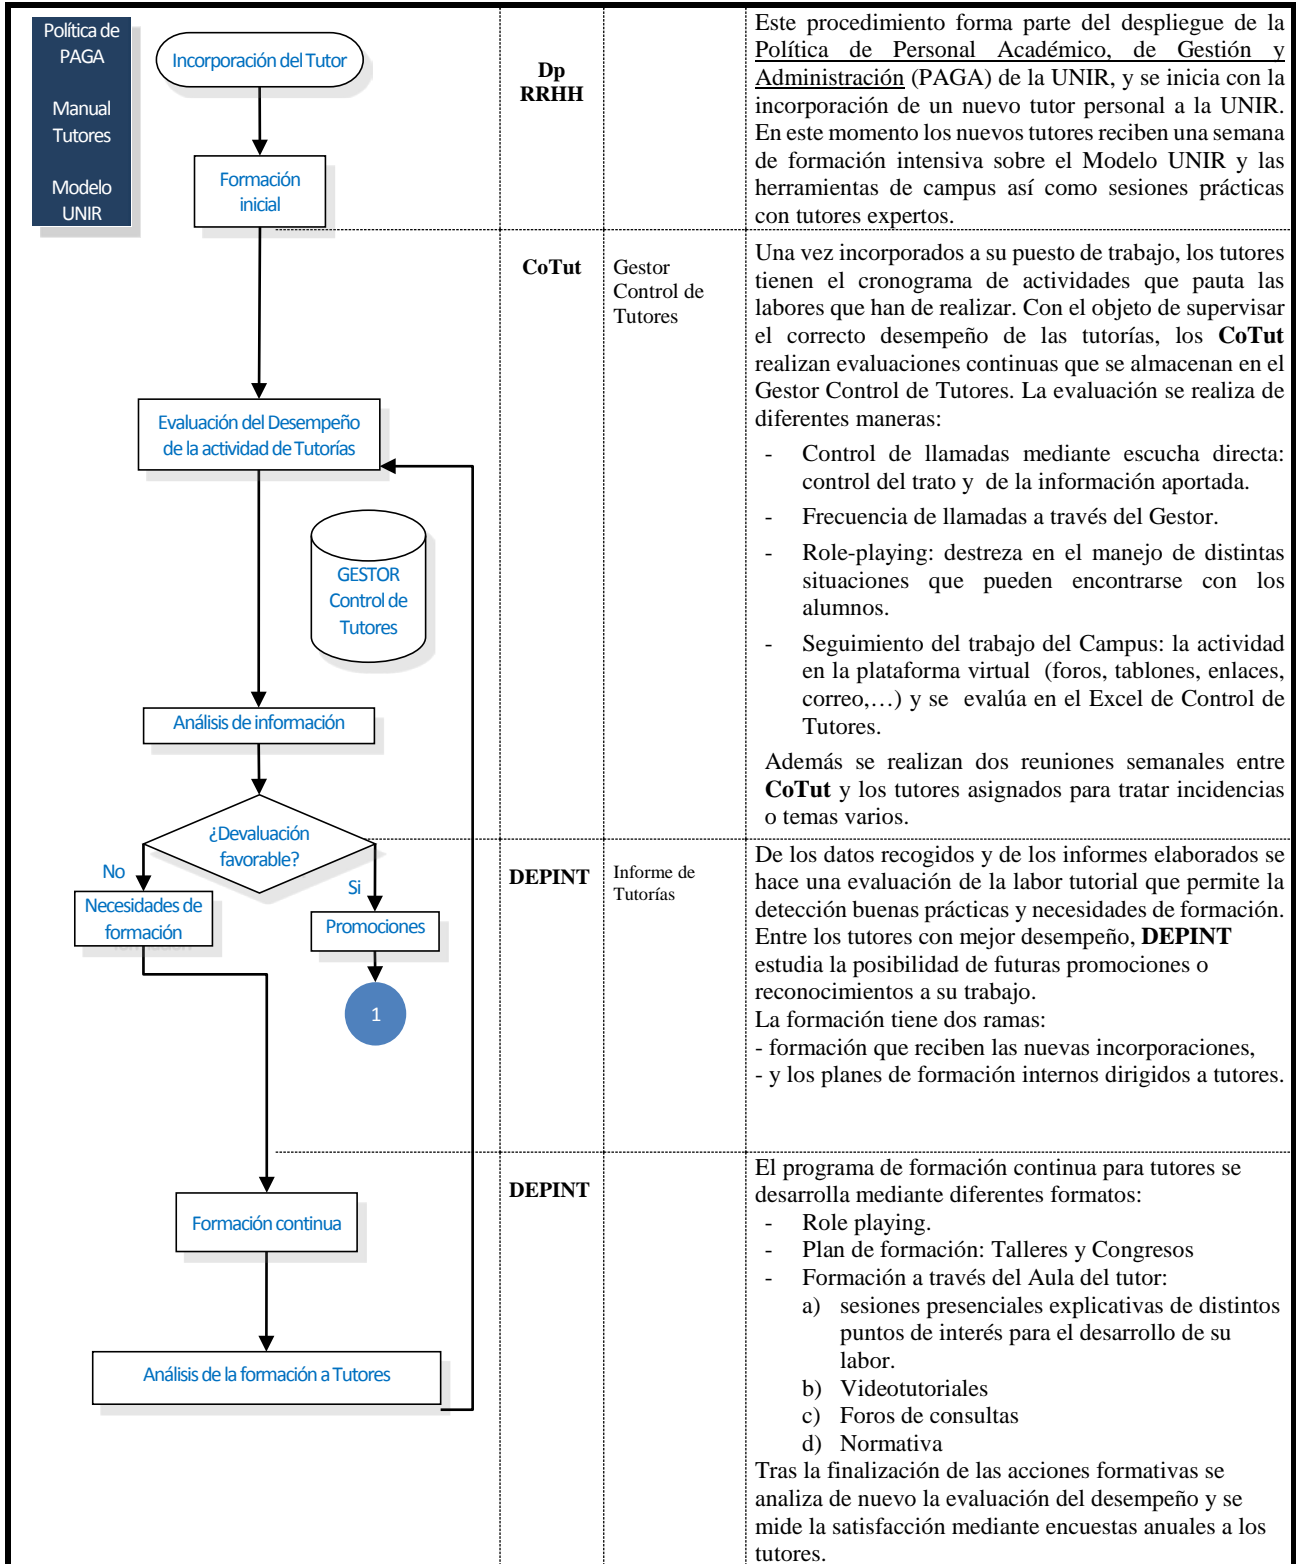 Política de
PAGA
Manual
Tutores
Modelo
UNIR
Incorporación del Tutor
Formación
inicial
Dp
RRHH
Este procedimiento forma parte del despliegue de la
Política de Personal Académico, de Gestión y
Administración (PAGA) de la UNIR, y se inicia con la
incorporación de un nuevo tutor personal a la UNIR.
En este momento los nuevos tutores reciben una semana
de formación intensiva sobre el Modelo UNIR y las
herramientas de campus así como sesiones prácticas
con tutores expertos.
Evaluación del Desempeño
de la actividad de Tutorías
GESTOR
Control de
Tutores
Análisis de información
CoTut
Gestor
Control de
Tutores
Una vez incorporados a su puesto de trabajo, los tutores
tienen el cronograma de actividades que pauta las
labores que han de realizar. Con el objeto de supervisar
el correcto desempeño de las tutorías, los CoTut
realizan evaluaciones continuas que se almacenan en el
Gestor Control de Tutores. La evaluación se realiza de
diferentes maneras:
- Control de llamadas mediante escucha directa:
control del trato y de la información aportada.
- Frecuencia de llamadas a través del Gestor.
- Role-playing: destreza en el manejo de distintas
situaciones que pueden encontrarse con los
alumnos.
- Seguimiento del trabajo del Campus: la actividad
en la plataforma virtual (foros, tablones, enlaces,
correo,…) y se evalúa en el Excel de Control de
Tutores.
Además se realizan dos reuniones semanales entre
CoTut y los tutores asignados para tratar incidencias
o temas varios.
¿Devaluación
favorable?
No
Si
Necesidades de
formación
Promociones
1
DEPINT
Informe de
Tutorías
De los datos recogidos y de los informes elaborados se
hace una evaluación de la labor tutorial que permite la
detección buenas prácticas y necesidades de formación.
Entre los tutores con mejor desempeño, DEPINT
estudia la posibilidad de futuras promociones o
reconocimientos a su trabajo.
La formación tiene dos ramas:
- formación que reciben las nuevas incorporaciones,
- y los planes de formación internos dirigidos a tutores.
Formación continua
Análisis de la formación a Tutores
DEPINT
El programa de formación continua para tutores se
desarrolla mediante diferentes formatos:
- Role playing.
- Plan de formación: Talleres y Congresos
- Formación a través del Aula del tutor:
a) sesiones presenciales explicativas de distintos
puntos de interés para el desarrollo de su
labor.
b) Videotutoriales
c) Foros de consultas
d) Normativa
Tras la finalización de las acciones formativas se
analiza de nuevo la evaluación del desempeño y se
mide la satisfacción mediante encuestas anuales a los
tutores.